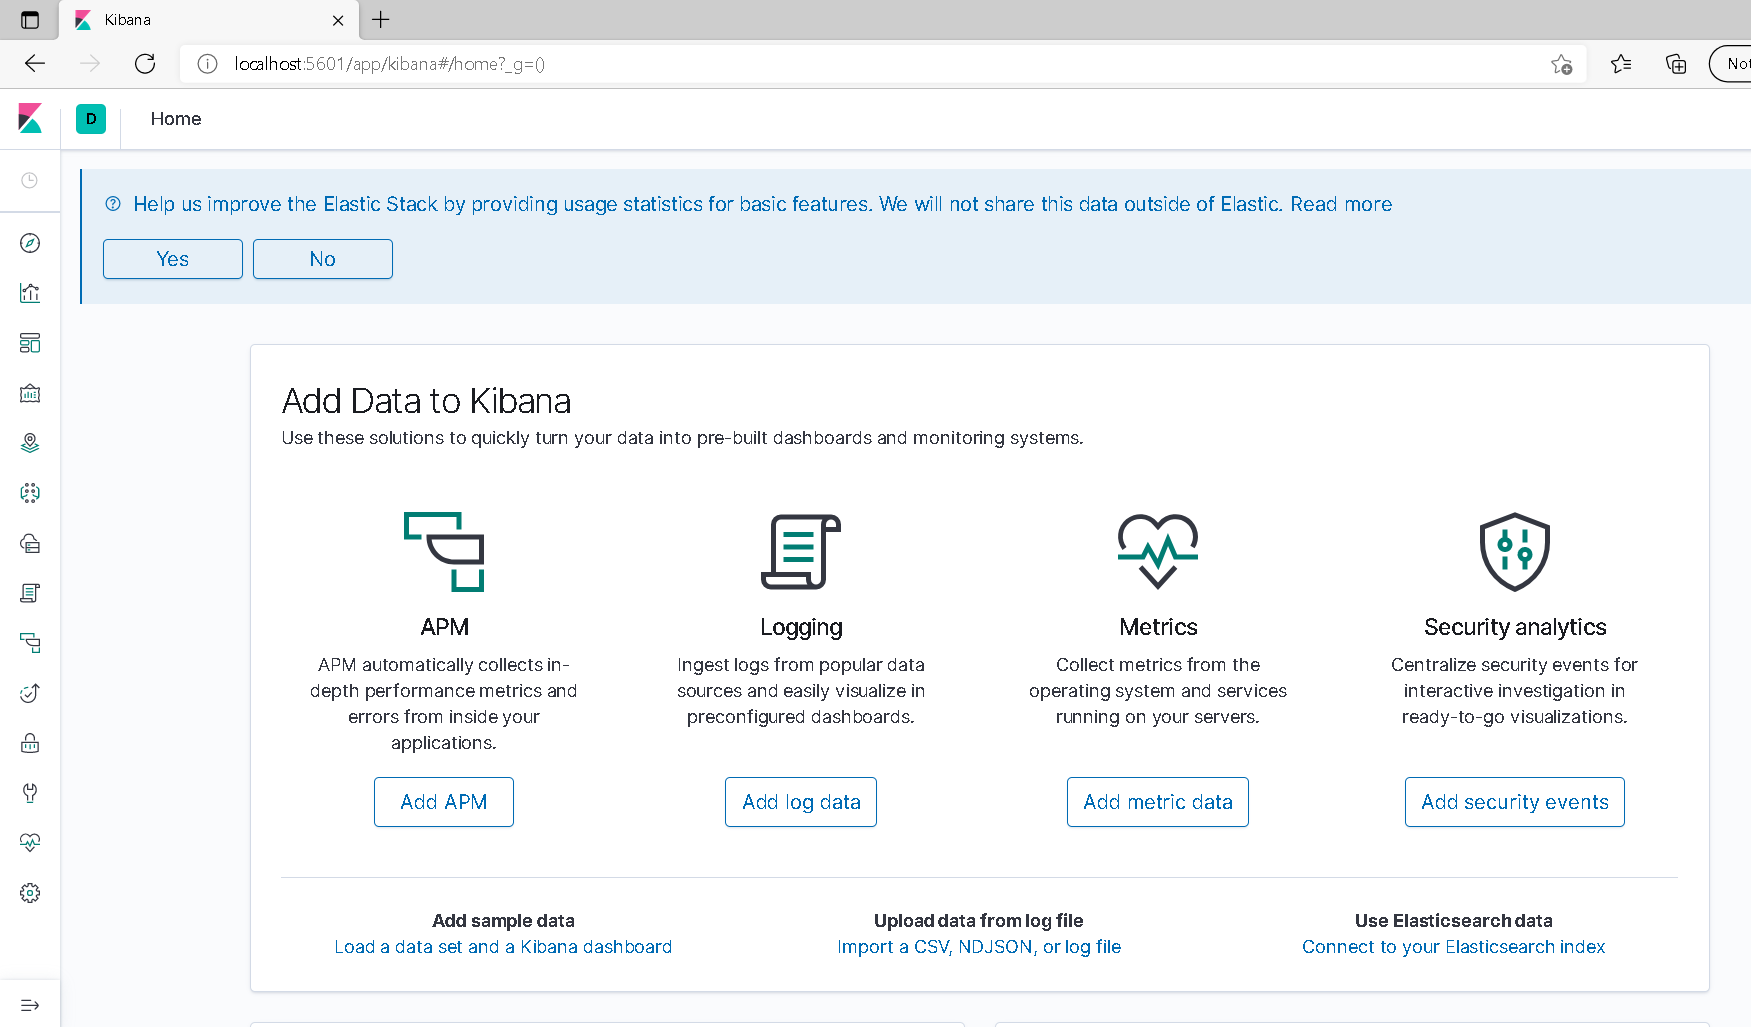 Kibana
localhost:5601/app/kibana#/home?_g=()
Not
D
Home
Help us improve the Elastic Stack by providing usage statistics for basic features. We will not share this data outside of Elastic. Read more
Yes
No
Add Data to Kibana
Use these solutions to quickly turn your data into pre-built dashboards and monitoring systems.
APM
APM automatically collects in-
depth performance metrics and
errors from inside your
applications.
Add APM
Logging
Ingest logs from popular data
sources and easily visualize in
preconfigured dashboards.
Add log data
Metrics
Collect metrics from the
operating system and services
running on your servers.
Add metric data
Security analytics
Centralize security events for
interactive investigation in
ready-to-go visualizations.
Add security events
Add sample data
Load a data set and a Kibana dashboard
Upload data from log file
Import a CSV, NDJSON, or log file
Use Elasticsearch data
Connect to your Elasticsearch index